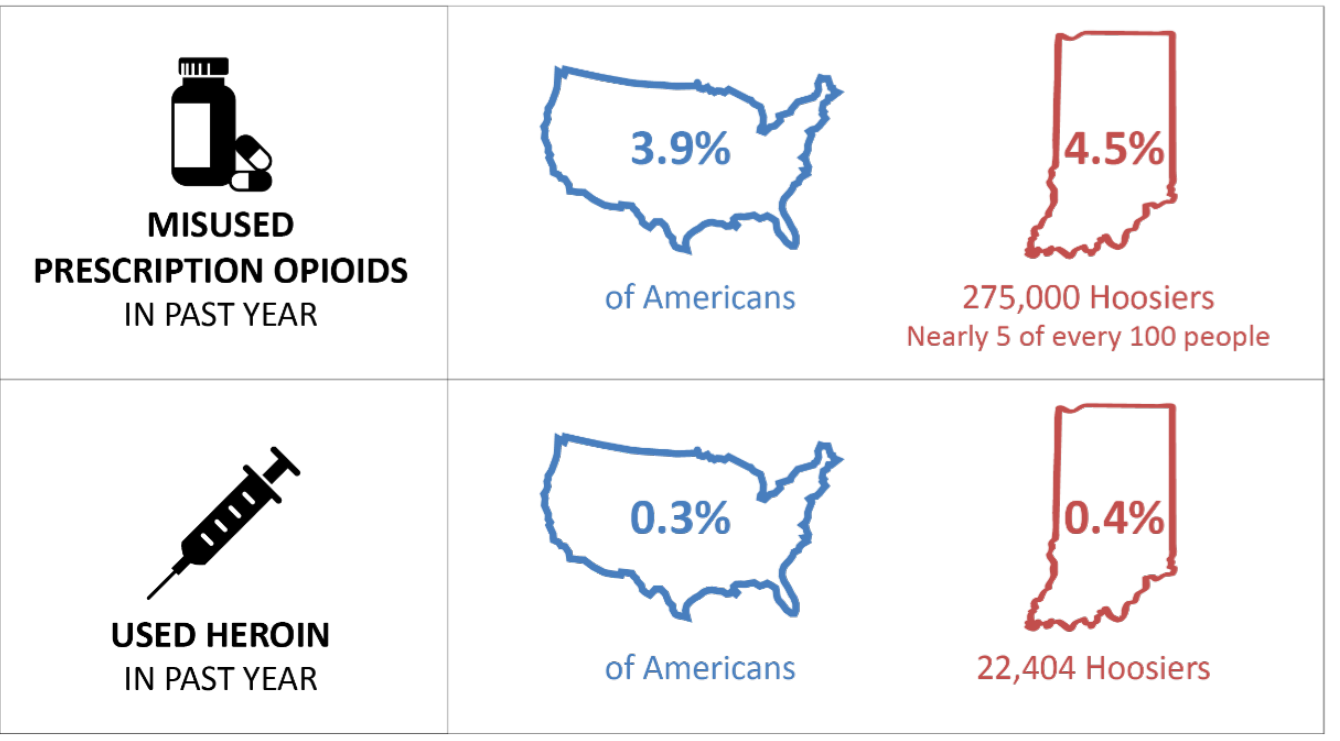 MISUSED
PRESCRIPTION OPIOIDS
IN PAST YEAR
3.9%
of Americans
4.5%
275,000 Hoosiers
Nearly 5 of every 100 people
USED HEROIN
IN PAST YEAR
0.3%
of Americans
0.4%
22,404 Hoosiers